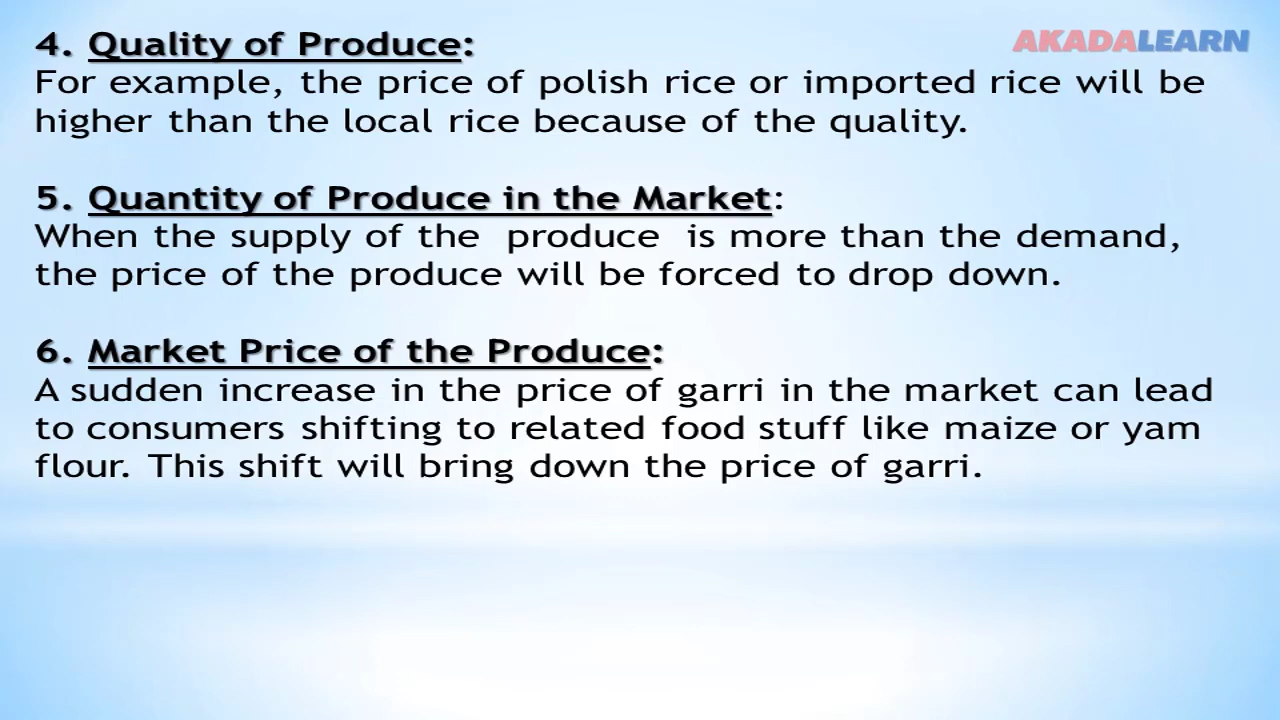 4. Quality of Produce:
AKADALEARN
For example, the price of polish rice or imported rice will be
higher than the local rice because of the quality.
5. Quantity of Produce in the Market:
When the supply of the  produce  is more than the demand,
the price of the produce will be forced to drop down.
6. Market Price of the Produce:
A sudden increase in the price of garri in the market can lead
to consumers shifting to related food stuff like maize or yam
flour. This shift will bring down the price of garri.